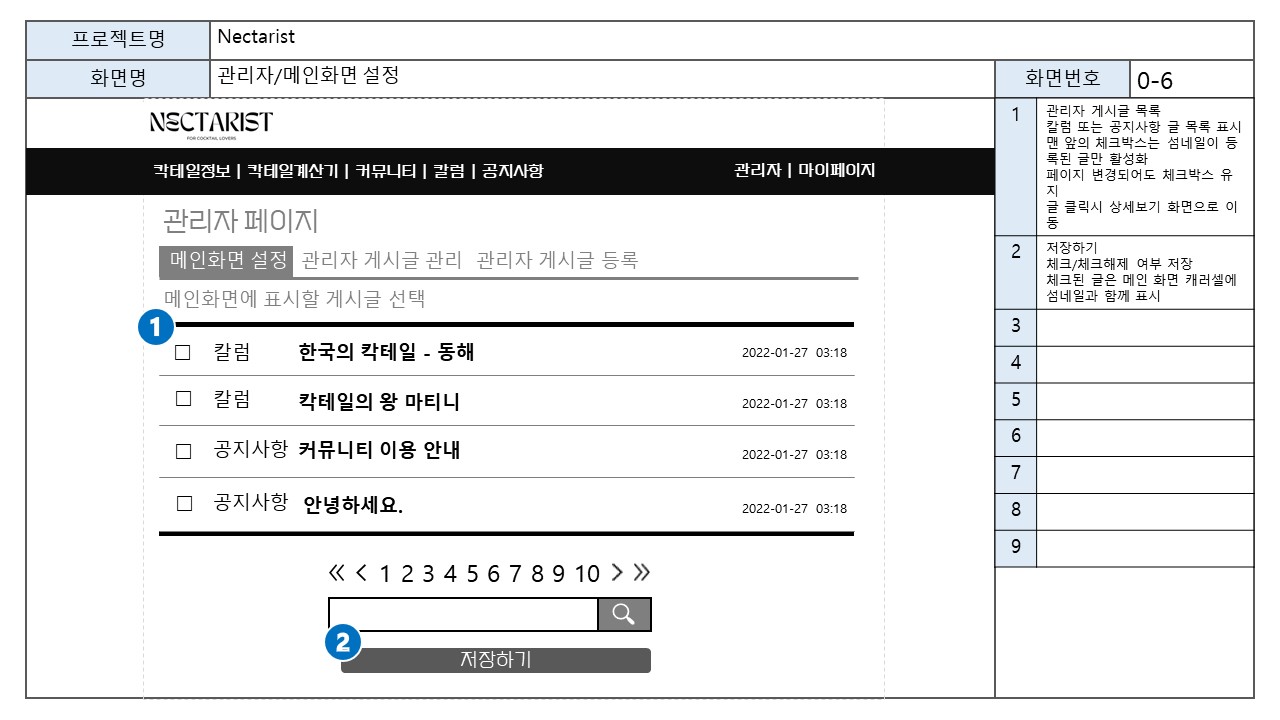 프로젝트명
Nectarist
화면명
관리자/메인화면 설정
화면번호
0-6
NECTARIST
FOR COCKTAIL LOVERS
칵테일정보 | 칵테일계산기 | 커뮤니티 | 칼럼 | 공지사항
관리자 | 마이페이지
관리자 페이지
메인화면 설정 관리자 게시글 관리 관리자 게시글 등록
메인화면에 표시할 게시글 선택
1
☐ 칼럼 한국의 칵테일 - 동해 2022-01-27 03:18
☐ 칼럼 칵테일의 왕 마티니 2022-01-27 03:18
☐ 공지사항 커뮤니티 이용 안내 2022-01-27 03:18
☐ 공지사항 안녕하세요. 2022-01-27 03:18
« < 1 2 3 4 5 6 7 8 9 10 > »
2
저장하기
1
관리자 게시글 목록
칼럼 또는 공지사항 글 목록 표시
맨 앞의 체크박스는 섬네일이 등
록된 글만 활성화
페이지 변경되어도 체크박스 유
지
글 클릭시 상세보기 화면으로 이
동
2
저장하기
체크/체크해제 여부 저장
체크된 글은 메인 화면 캐러셀에
섬네일과 함께 표시
3
4
5
6
7
8
9